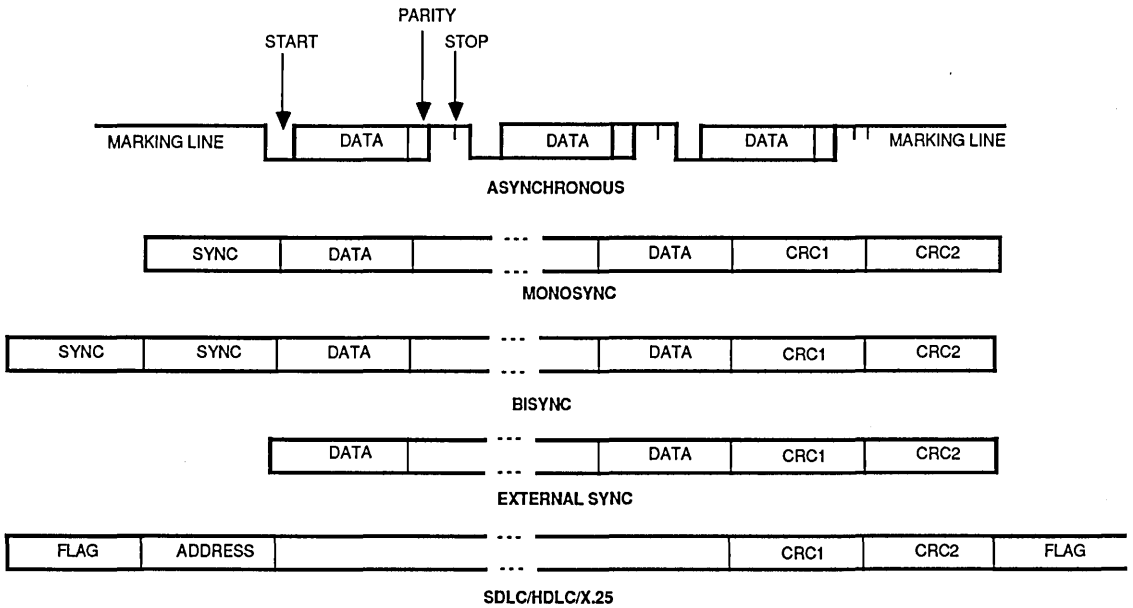 PARITY
START
STOP
MARKING LINE DATA DATA DATA MARKING LINE
ASYNCHRONOUS
SYNC DATA DATA CRC1 CRC2
MONOSYNC
SYNC SYNC DATA DATA CRC1 CRC2
BISYNC
DATA DATA CRC1 CRC2
EXTERNAL SYNC
FLAG ADDRESS CRC1 CRC2 FLAG
SDLC/HDLC/X.25